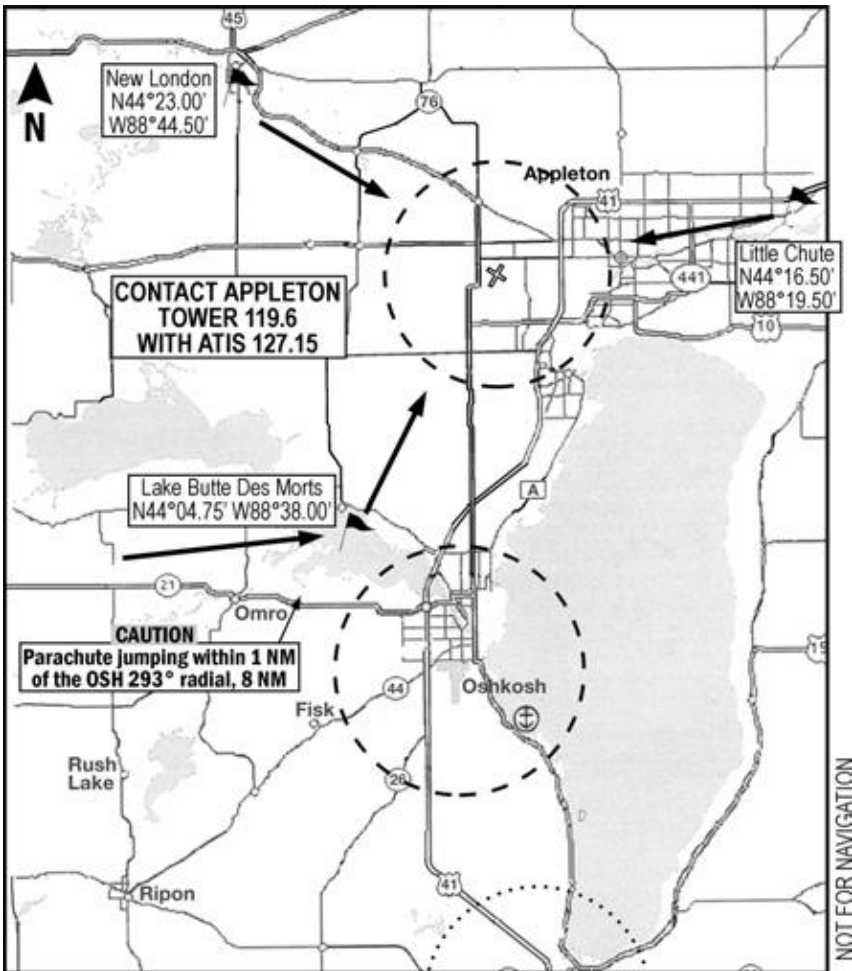 45
New London
N44°23.00'
W88°44.50'
N
76
Appleton
41
Little Chute
N44°16.50'
W88°19.50'
441
10
CONTACT APPLETON
TOWER 119.6
WITH ATIS 127.15
Lake Butte Des Morts
N44°04.75' W88°38.00'
A
21
Omro
CAUTION
Parachute jumping within 1 NM
of the OSH 293° radial, 8 NM
Oshkosh
44
Fisk
26
Rush
Lake
Ripon
41
NOT FOR NAVIGATION